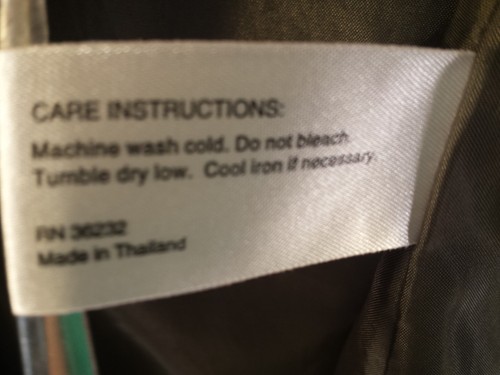 CARE INSTRUCTIONS:
Machine wash cold. Do not bleach.
Tumble dry low. Cool iron if necessary.
RN 36232
Made in Thailand